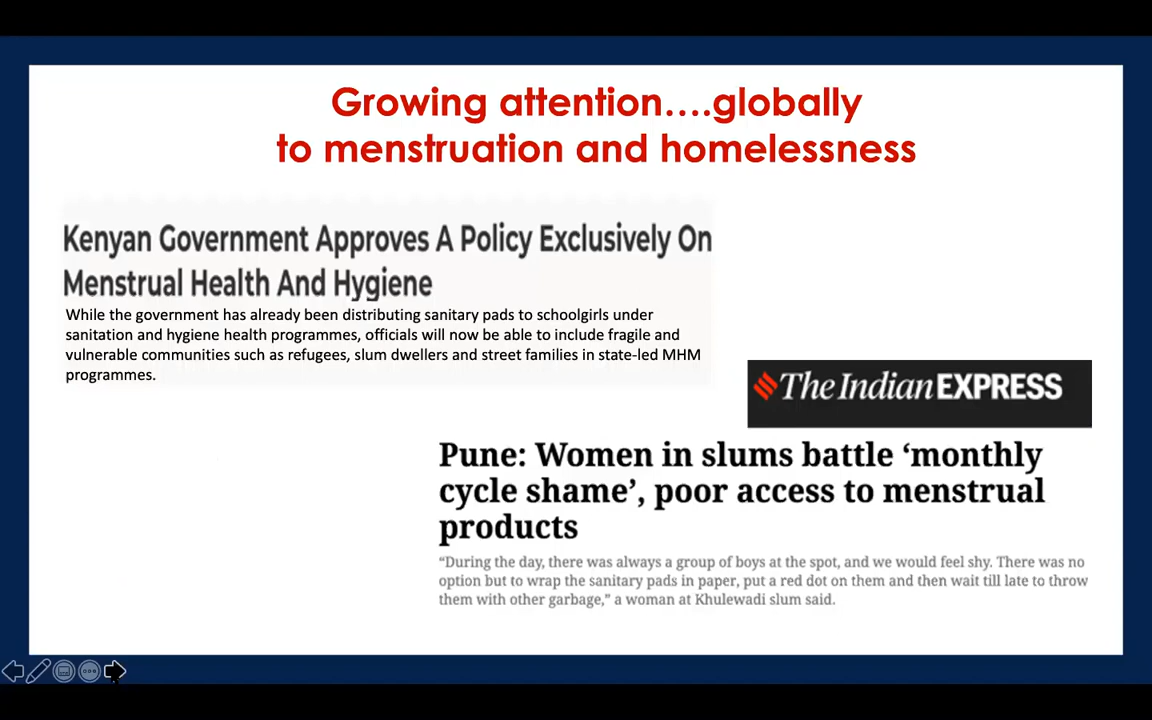 Growing attention....globally
to menstruation and homelessness
Kenyan Government Approves A Policy Exclusively On
Menstrual Health And Hygiene
While the government has already been distributing sanitary pads to schoolgirls under
sanitation and hygiene health programmes, officials will now be able to include fragile and
vulnerable communities such as refugees, slum dwellers and street families in state-led MHM
programmes.
The Indian EXPRESS
Pune: Women in slums battle ‘monthly
cycle shame’, poor access to menstrual
products
“During the day, there was always a group of boys at the spot, and we would feel shy. There was no
option but to wrap the sanitary pads in paper, put a red dot on them and then wait till late to throw
them with other garbage,” a woman at Khulewadi slum said.